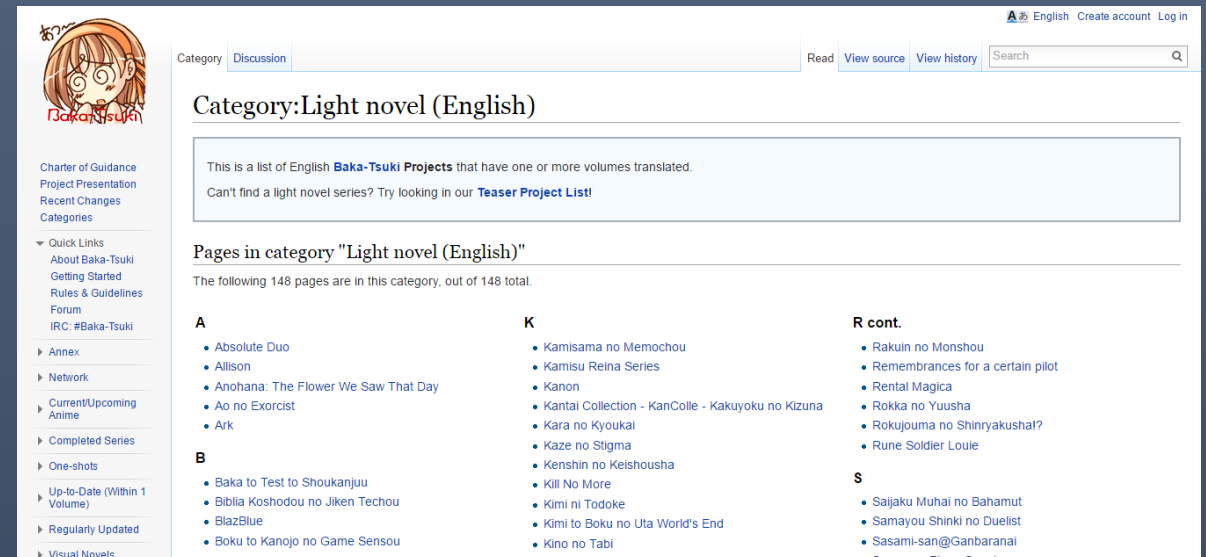 あつ～
Baka-Tsuki
Aあ English Create account Log in
Category Discussion
Read View source View history Search
Category:Light novel (English)
This is a list of English Baka-Tsuki Projects that have one or more volumes translated.
Can't find a light novel series? Try looking in our Teaser Project List!
Charter of Guidance
Project Presentation
Recent Changes
Categories
Quick Links
About Baka-Tsuki
Getting Started
Rules & Guidelines
Forum
IRC: #Baka-Tsuki
Annex
Network
Current/Upcoming
Anime
Completed Series
One-shots
Up-to-Date (Within 1
Volume)
Regularly Updated
Visual Novels
Pages in category "Light novel (English)"
The following 148 pages are in this category, out of 148 total.
A
Absolute Duo
Allison
Anohana: The Flower We Saw That Day
Ao no Exorcist
Ark
B
Baka to Test to Shoukanjuu
Biblia Koshodou no Jiken Techou
BlazBlue
Boku to Kanojo no Game Sensou
K
Kamisama no Memochou
Kamisu Reina Series
Kanon
Kantai Collection - KanColle - Kakuyoku no Kizuna
Kara no Kyoukai
Kaze no Stigma
Kenshin no Keishousha
Kill No More
Kimi ni Todoke
Kimi to Boku no Uta World's End
Kino no Tabi
R cont.
Rakuin no Monshou
Remembrances for a certain pilot
Rental Magica
Rokka no Yuusha
Rokujouma no Shinryakusha!?
Rune Soldier Louie
S
Saijaku Muhai no Bahamut
Samayou Shinki no Duelist
Sasami-san@Ganbaranai